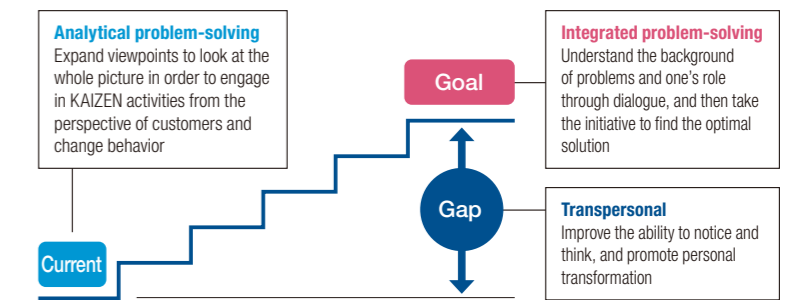 Analytical problem-solving
Expand viewpoints to look at the
whole picture in order to engage
in KAIZEN activities from the
perspective of customers and
change behavior
Current
Goal
Gap
Integrated problem-solving
Understand the background
of problems and one's role
through dialogue, and then take
the initiative to find the optimal
solution
Transpersonal
Improve the ability to notice and
think, and promote personal
transformation